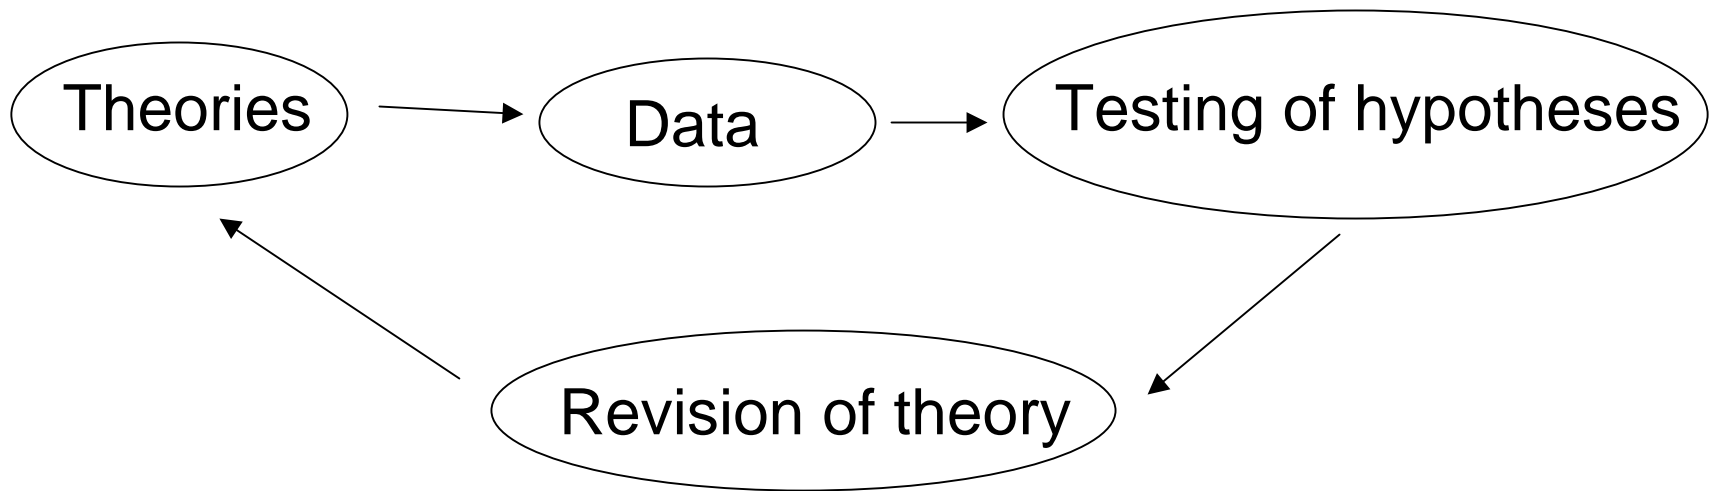 Theories
Data
Testing of hypotheses
Revision of theory